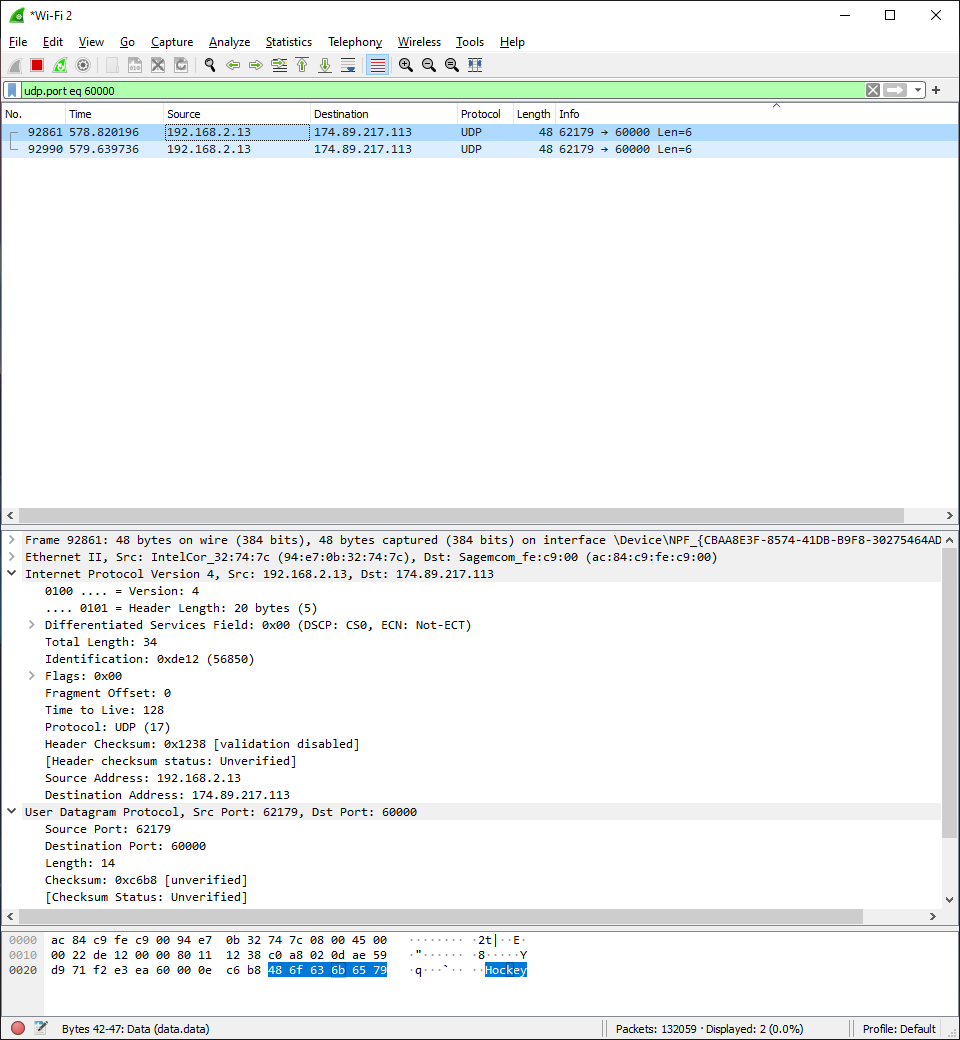 *Wi-Fi 2
File Edit View Go Capture Analyze Statistics Telephony Wireless Tools Help
udp.port eq 60000
No. Time Source Destination Protocol Length Info
92861 578.820196 192.168.2.13 174.89.217.113 UDP 48 62179 → 60000 Len=6
92990 579.639736 192.168.2.13 174.89.217.113 UDP 48 62179 → 60000 Len=6
Frame 92861: 48 bytes on wire (384 bits), 48 bytes captured (384 bits) on interface \Device\NPF_{CBAA8E3F-8574-41DB-B9F8-30275464AD
Ethernet II, Src: IntelCor_32:74:7c (94:e7:0b:32:74:7c), Dst: Sagemcom_fe:c9:00 (ac:84:c9:fe:c9:00)
Internet Protocol Version 4, Src: 192.168.2.13, Dst: 174.89.217.113
0100 .... = Version: 4
.... 0101 = Header Length: 20 bytes (5)
Differentiated Services Field: 0x00 (DSCP: CS0, ECN: Not-ECT)
Total Length: 34
Identification: 0xde12 (56850)
Flags: 0x00
Fragment Offset: 0
Time to Live: 128
Protocol: UDP (17)
Header Checksum: 0x1238 [validation disabled]
[Header checksum status: Unverified]
Source Address: 192.168.2.13
Destination Address: 174.89.217.113
User Datagram Protocol, Src Port: 62179, Dst Port: 60000
Source Port: 62179
Destination Port: 60000
Length: 14
Checksum: 0xc6b8 [unverified]
[Checksum Status: Unverified]
0000 ac 84 c9 fe c9 00 94 e7 0b 32 74 7c 08 00 45 00 ········ ·2t|··E·
0010 00 22 de 12 00 00 80 11 12 38 c0 a8 02 0d ae 59 ·"······ ·8·····Y
0020 d9 71 f2 e3 ea 60 00 0e c6 b8 48 6f 63 6b 65 79 ·q···`·· ··Hockey
Bytes 42-47: Data (data.data) Packets: 132059 · Displayed: 2 (0.0%) Profile: Default